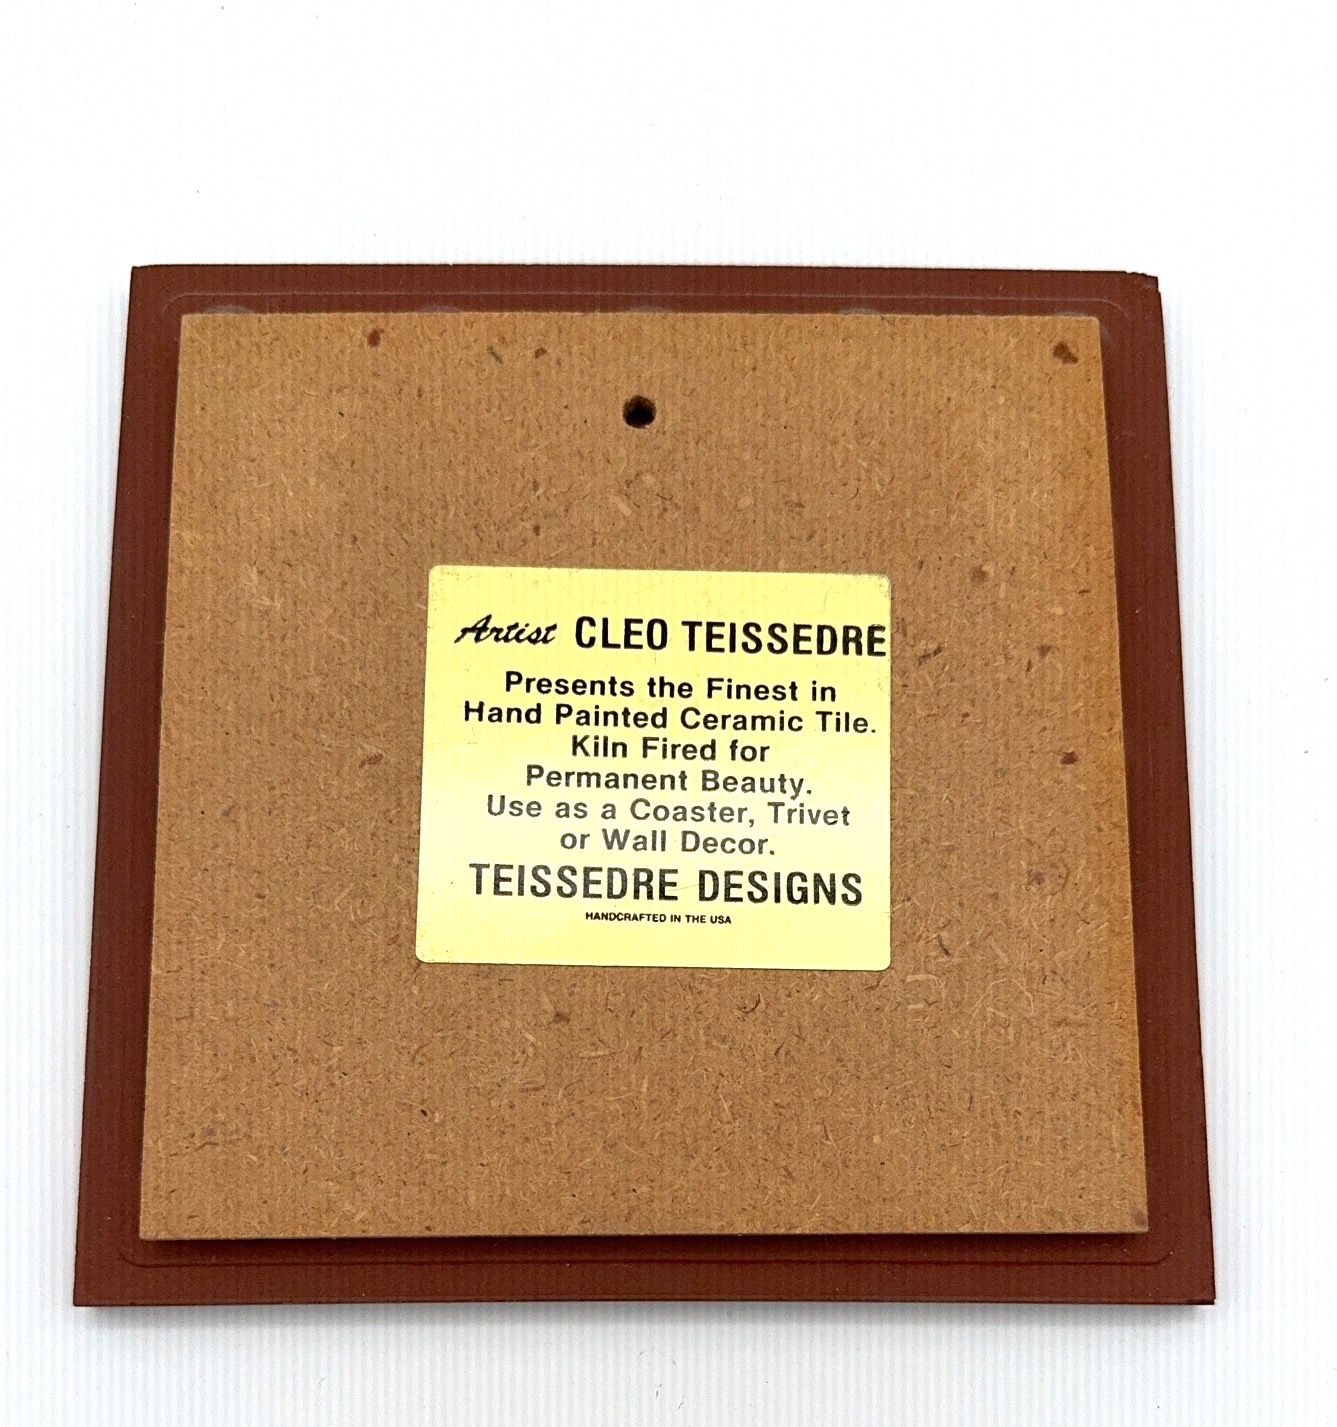 Artist CLEO TEISSEDRE
Presents the Finest in
Hand Painted Ceramic Tile.
Kiln Fired for
Permanent Beauty.
Use as a Coaster, Trivet
or Wall Decor.
TEISSEDRE DESIGNS
HANDCRAFTED IN THE USA